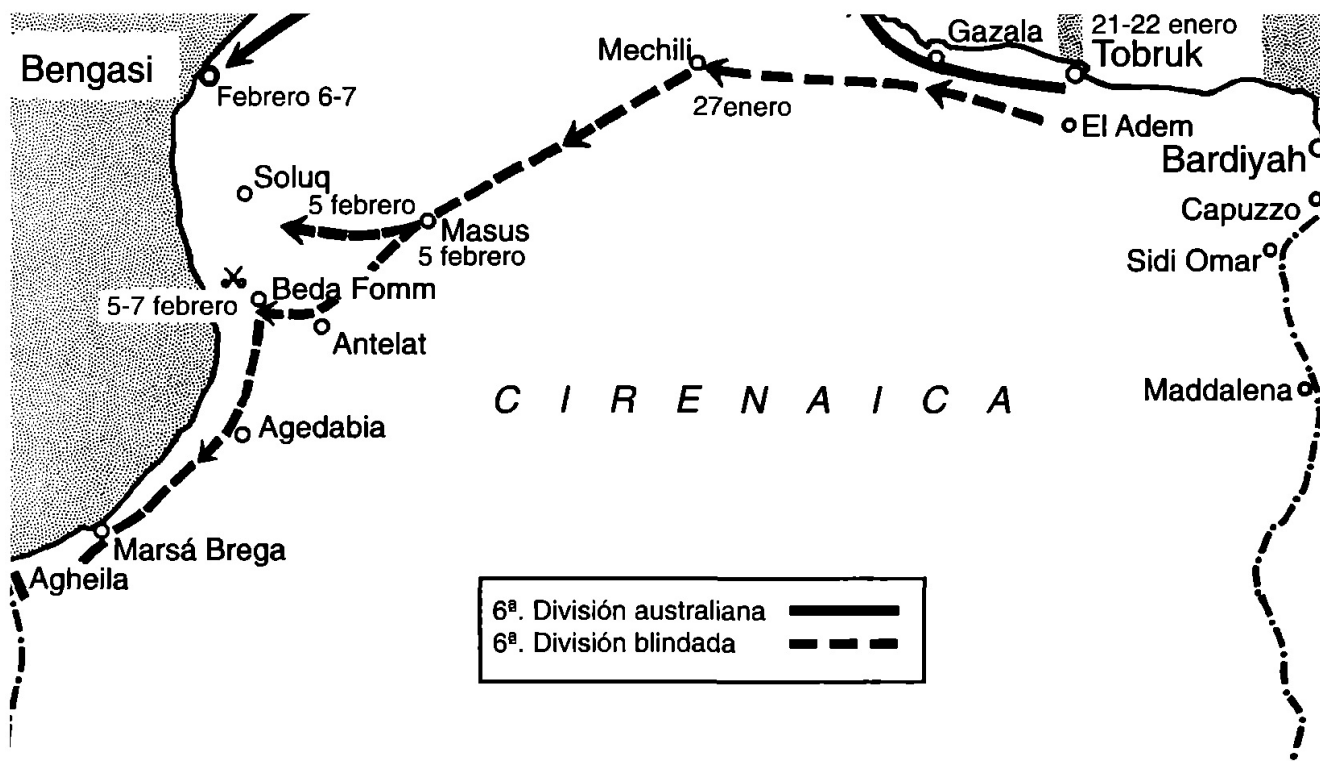 21-22 enero
Gazala
Tobruk
Mechili
Bengasi
Febrero 6-7
27enero
El Adem
Bardiyah
Soluq
5 febrero
Capuzzo
Masus
5 febrero
Sidi Omar
Beda Fomm
5-7 febrero
Antelat
Maddalena
CIRENAICA
Agedabia
Marsá Brega
Agheila
6ª. División australiana
6ª. División blindada